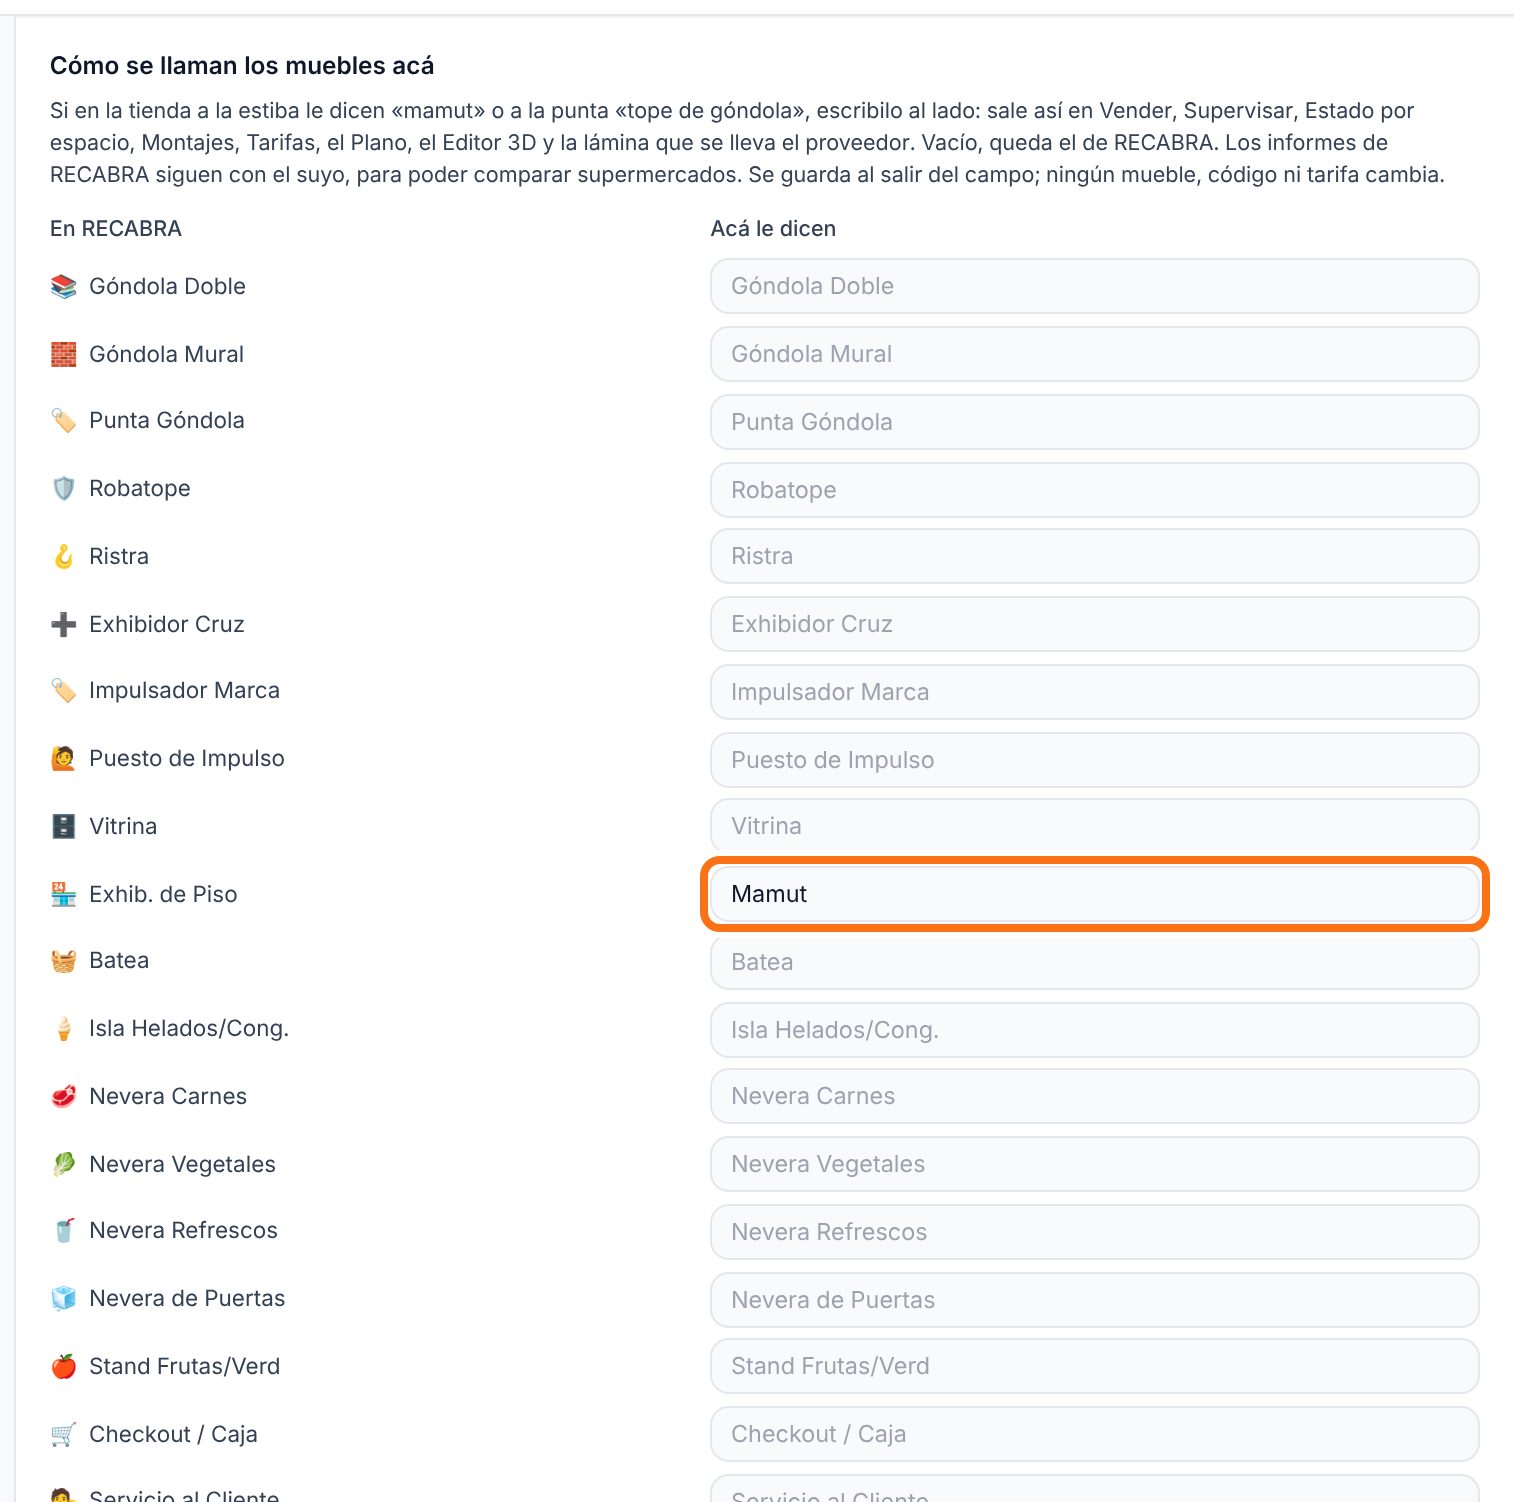 Cómo se llaman los muebles acá
Si en la tienda a la estiba le dicen «mamut» o a la punta «tope de góndola», escribilo al lado: sale así en Vender, Supervisar, Estado por
espacio, Montajes, Tarifas, el Plano, el Editor 3D y la lámina que se lleva el proveedor. Vacío, queda el de RECABRA. Los informes de
RECABRA siguen con el suyo, para poder comparar supermercados. Se guarda al salir del campo; ningún mueble, código ni tarifa cambia.
En RECABRA Acá le dicen
Góndola Doble Góndola Doble
Góndola Mural Góndola Mural
Punta Góndola Punta Góndola
Robatope Robatope
Ristra Ristra
Exhibidor Cruz Exhibidor Cruz
Impulsador Marca Impulsador Marca
Puesto de Impulso Puesto de Impulso
Vitrina Vitrina
Exhib. de Piso Mamut
Batea Batea
Isla Helados/Cong. Isla Helados/Cong.
Nevera Carnes Nevera Carnes
Nevera Vegetales Nevera Vegetales
Nevera Refrescos Nevera Refrescos
Nevera de Puertas Nevera de Puertas
Stand Frutas/Verd Stand Frutas/Verd
Checkout / Caja Checkout / Caja
Servicio al Cliente Servicio al Cliente